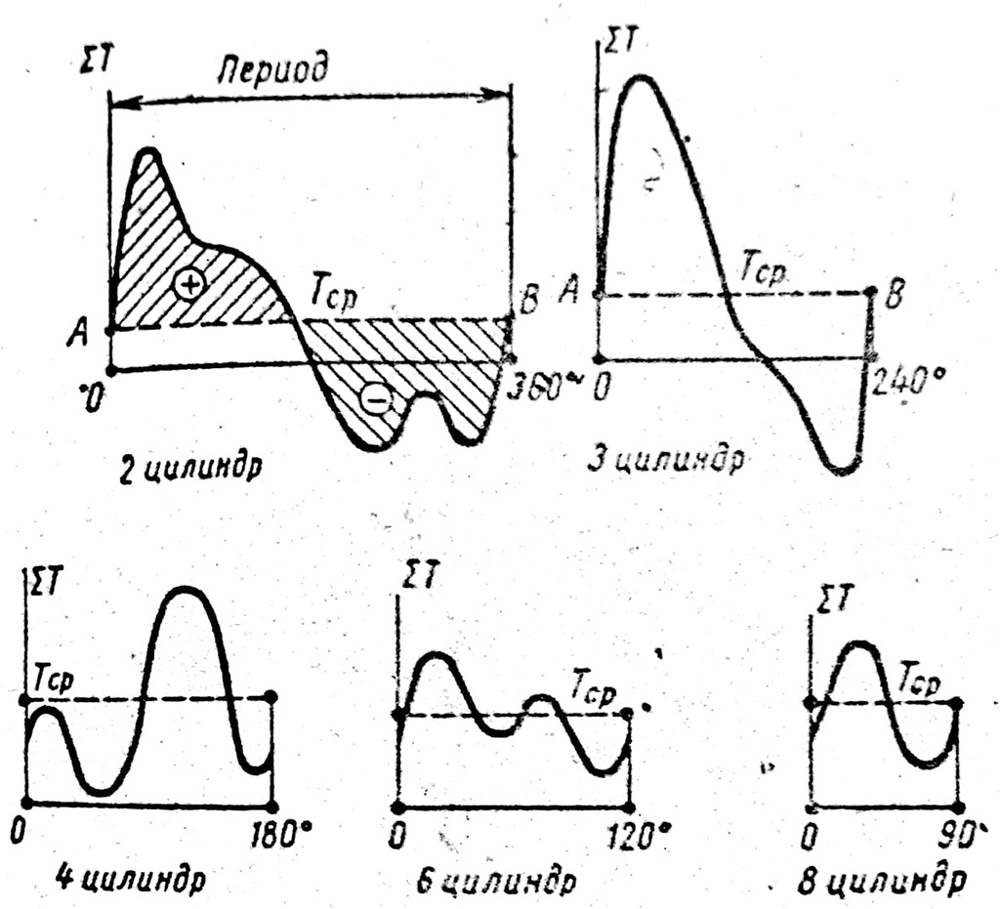 ΣT
Период
A
Tср
B
0
360°
+
−
2 цилиндр
ΣT
A
Tср
B
0
240°
3 цилиндр
ΣT
Tср
0
180°
4 цилиндр
ΣT
Tср
0
120°
6 цилиндр
ΣT
Tср
0
90°
8 цилиндр